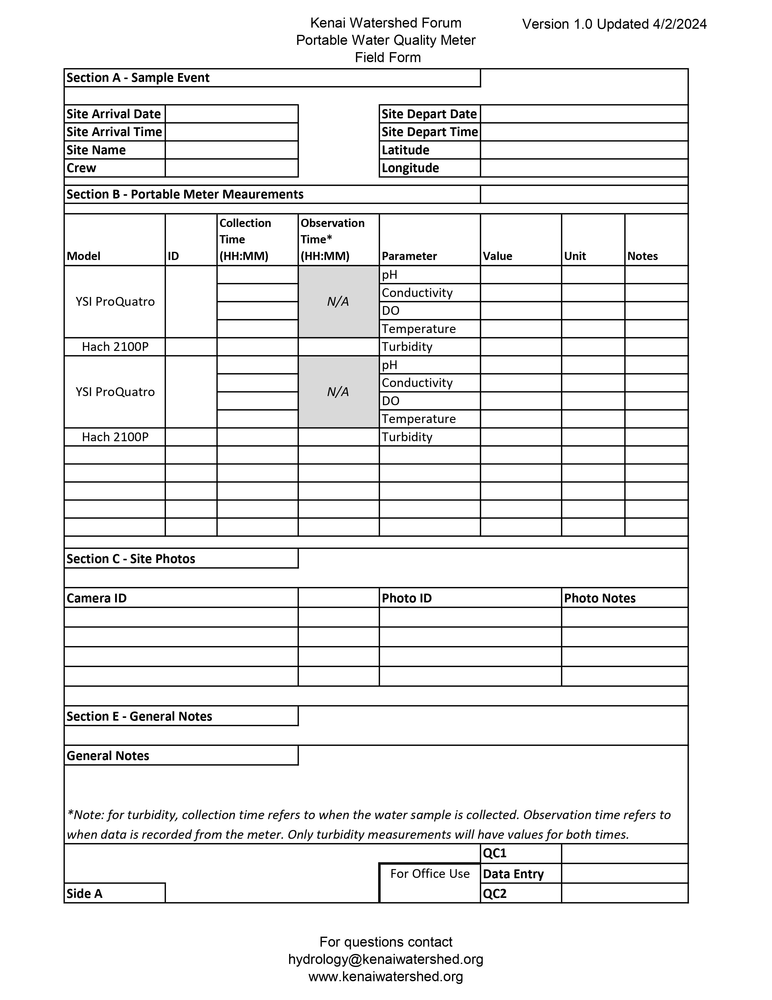 Kenai Watershed Forum
Version 1.0 Updated 4/2/2024
Portable Water Quality Meter
Field Form
Section A - Sample Event
Site Arrival Date
Site Depart Date
Site Arrival Time
Site Depart Time
Site Name
Latitude
Crew
Longitude
Section B - Portable Meter Meaurements
Model
ID
Collection
Time
(HH:MM)
Observation
Time*
(HH:MM)
Parameter
Value
Unit
Notes
YSI ProQuatro
N/A
pH
Conductivity
DO
Temperature
Hach 2100P
Turbidity
YSI ProQuatro
N/A
pH
Conductivity
DO
Temperature
Hach 2100P
Turbidity
Section C - Site Photos
Camera ID
Photo ID
Photo Notes
Section E - General Notes
General Notes
*Note: for turbidity, collection time refers to when the water sample is collected. Observation time refers to
when data is recorded from the meter. Only turbidity measurements will have values for both times.
QC1
For Office Use
Data Entry
Side A
QC2
For questions contact
hydrology@kenaiwatershed.org
www.kenaiwatershed.org